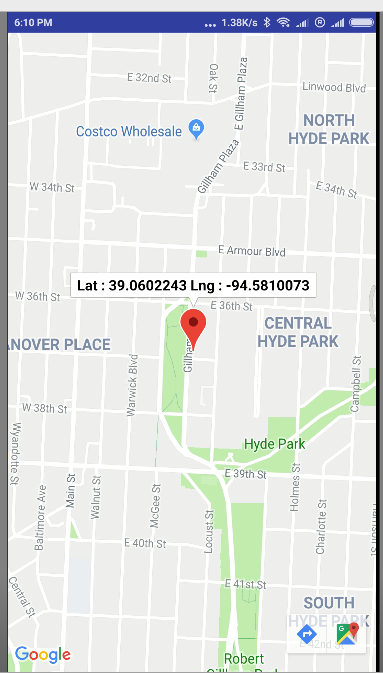 6:10 PM
... 1.38K/s
E 32nd St
Oak St
E Gillham Plaza
Linwood Blvd
Costco Wholesale
NORTH
HYDE PARK
E 33rd St
Gillham Plaza
W 34th St
E 34th St
E Armour Blvd
Lat : 39.0602243 Lng : -94.5810073
W 36th St
E 36th St
CENTRAL
HYDE PARK
ANOVER PLACE
Gillham
Warwick Blvd
Campbell St
W 38th St
Wyandotte St
Hyde Park
E 39th St
Main St
Walnut St
Baltimore Ave
McGee St
Locust St
Holmes St
Charlotte St
E 40th St
E 41st St
Central St
SOUTH
HYDE PARK
E 42nd St
Google
Robert